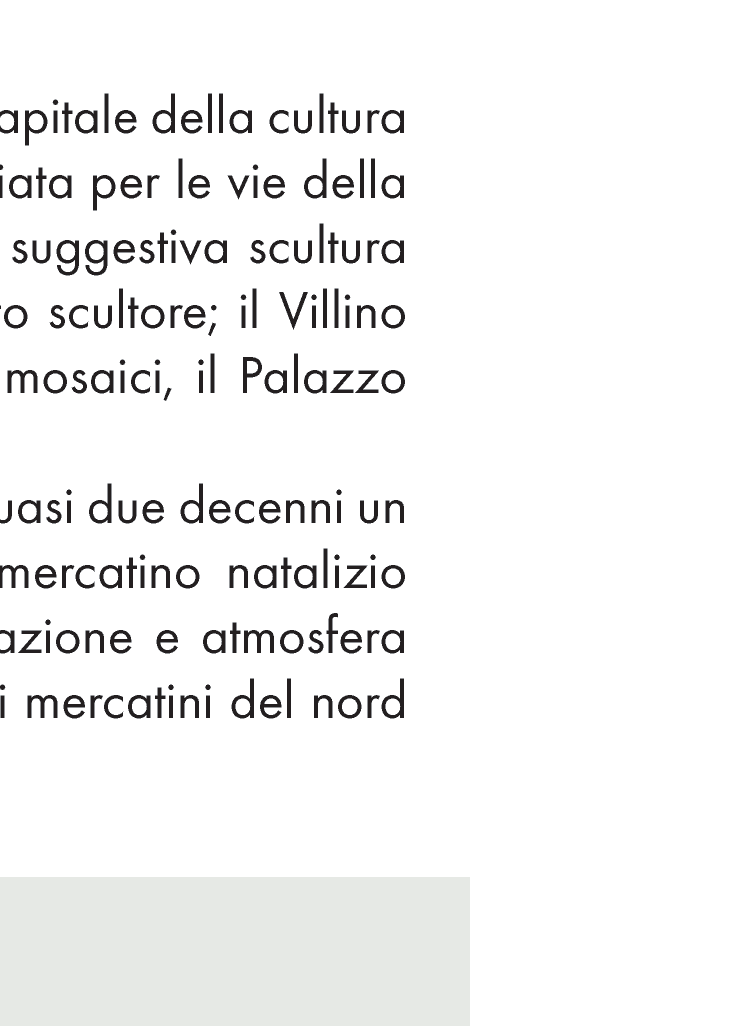 apitale della cultura
iata per le vie della
suggestiva scultura
o scultore; il Villino
mosaici, il Palazzo
uasi due decenni un
mercatino natalizio
azione e atmosfera
i mercatini del nord